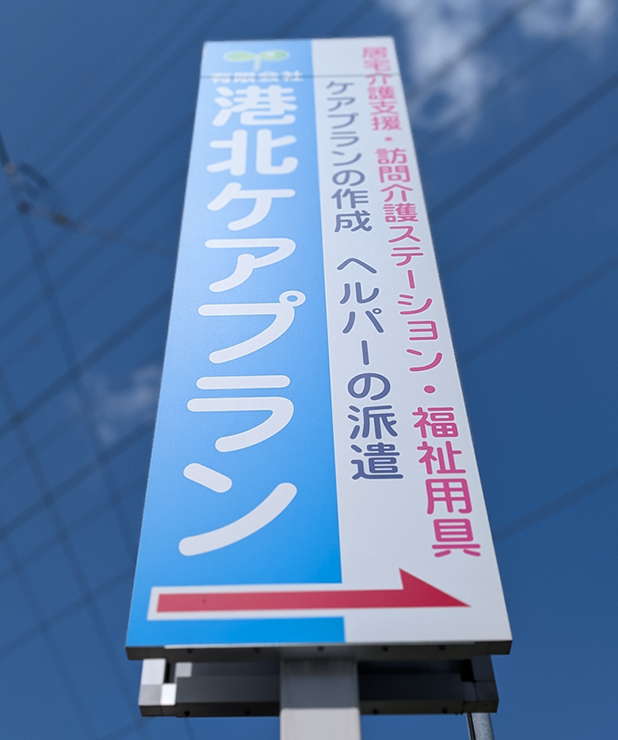 居宅介護支援・訪問介護ステーション・福祉用具
ケアプランの作成 ヘルパーの派遣
有限会社
港北ケアプラン